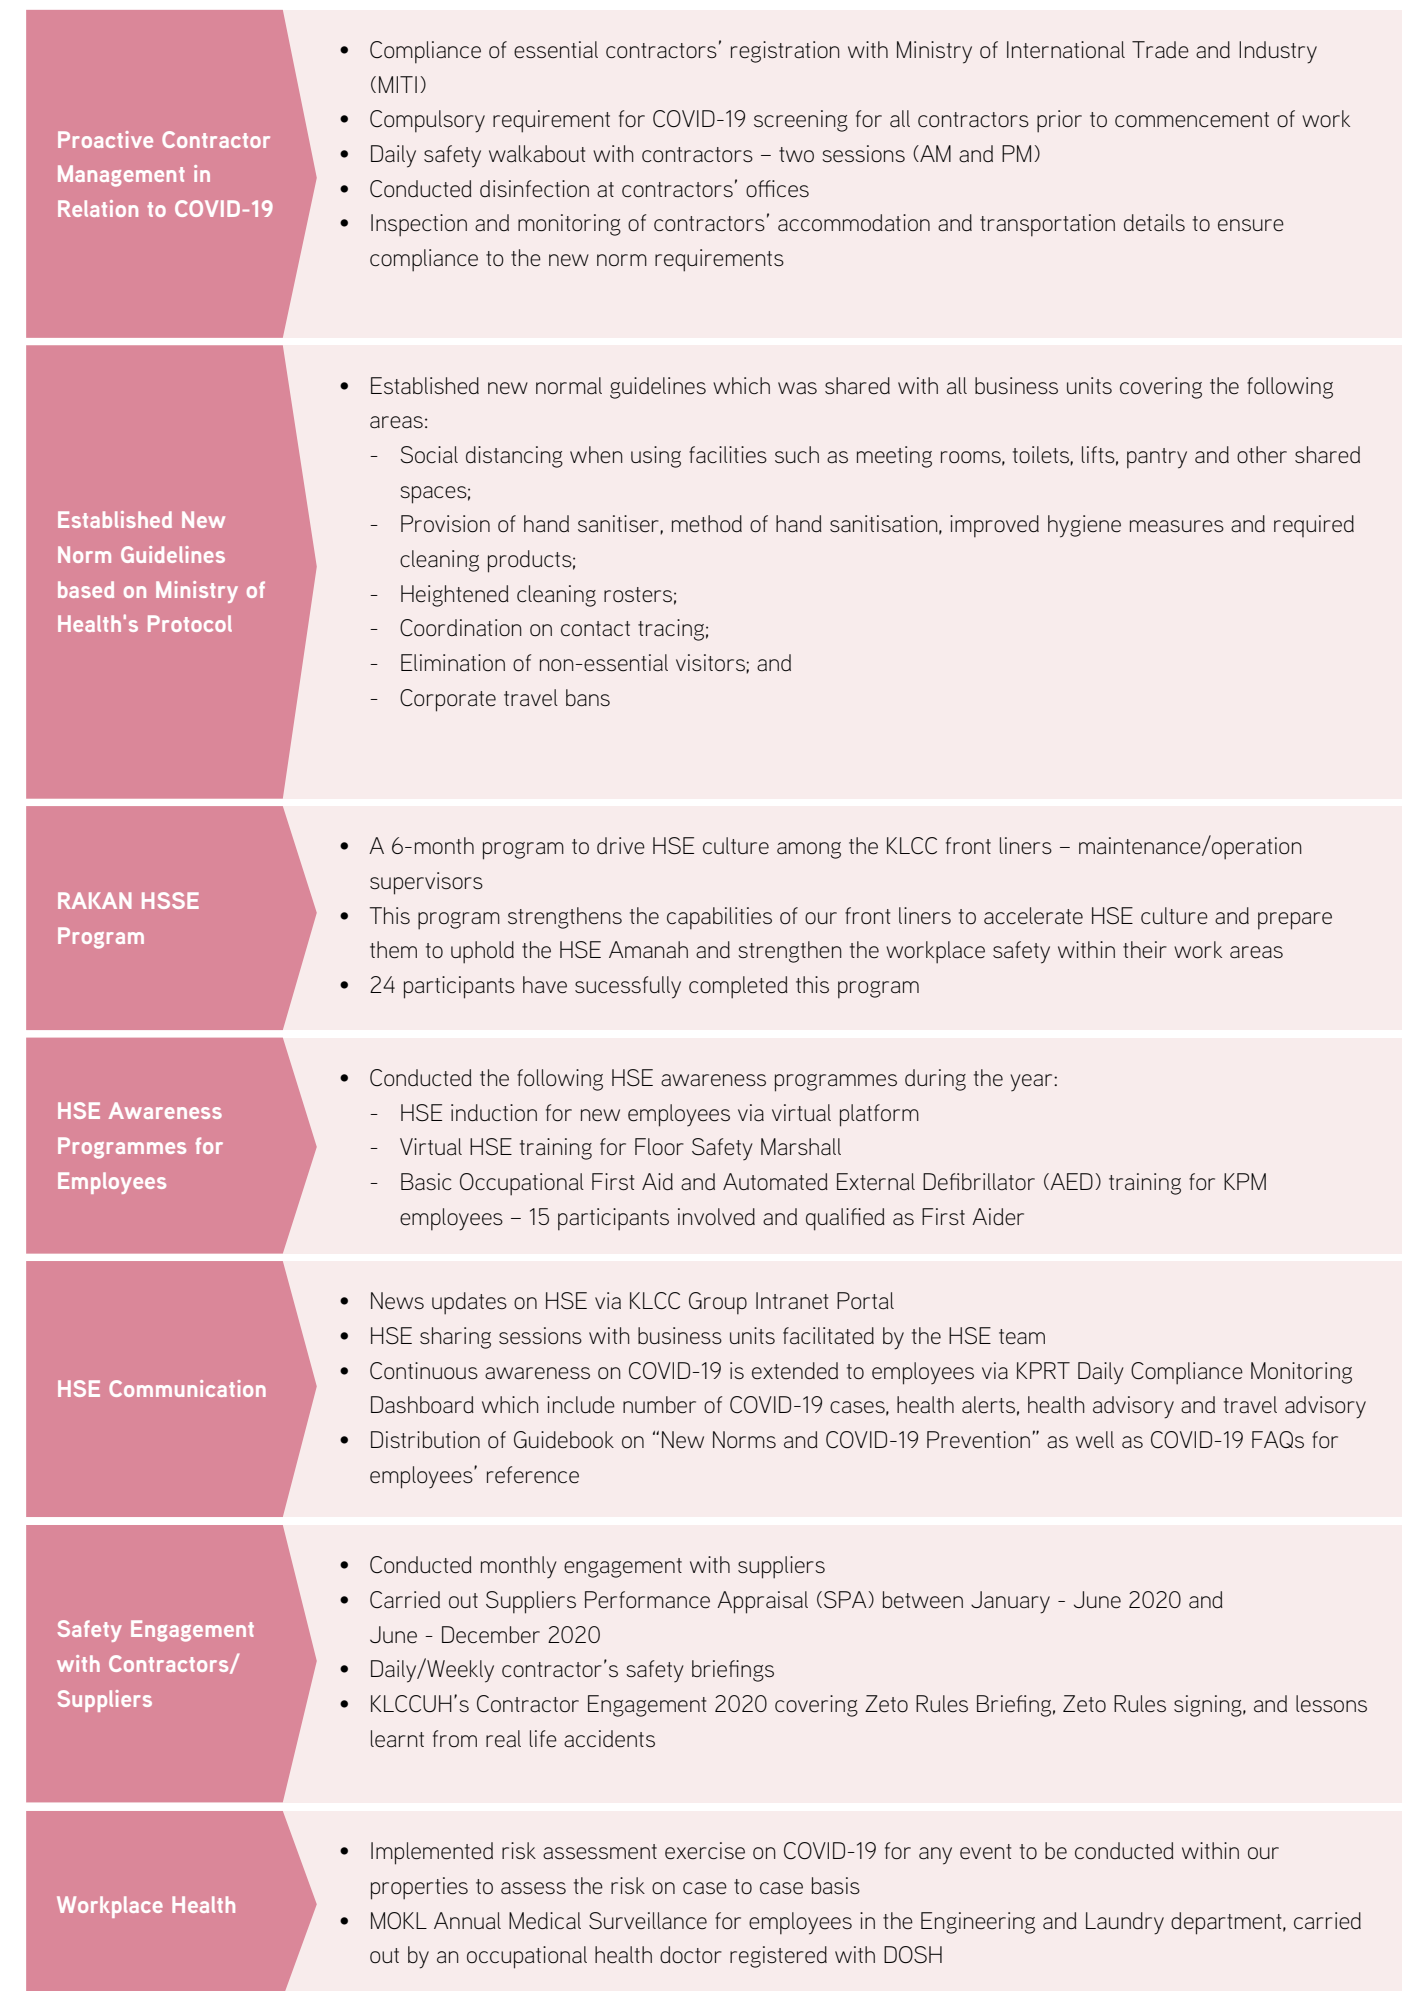 Proactive Contractor
Management in
Relation to COVID-19
• Compliance of essential contractors’ registration with Ministry of International Trade and Industry
(MITI)
• Compulsory requirement for COVID-19 screening for all contractors prior to commencement of work
• Daily safety walkabout with contractors – two sessions (AM and PM)
• Conducted disinfection at contractors’ offices
• Inspection and monitoring of contractors’ accommodation and transportation details to ensure
compliance to the new norm requirements
Established New
Norm Guidelines
based on Ministry of
Health's Protocol
• Established new normal guidelines which was shared with all business units covering the following
areas:
- Social distancing when using facilities such as meeting rooms, toilets, lifts, pantry and other shared
spaces;
- Provision of hand sanitiser, method of hand sanitisation, improved hygiene measures and required
cleaning products;
- Heightened cleaning rosters;
- Coordination on contact tracing;
- Elimination of non-essential visitors; and
- Corporate travel bans
RAKAN HSSE
Program
• A 6-month program to drive HSE culture among the KLCC front liners – maintenance/operation
supervisors
• This program strengthens the capabilities of our front liners to accelerate HSE culture and prepare
them to uphold the HSE Amanah and strengthen the workplace safety within their work areas
• 24 participants have sucessfully completed this program
HSE Awareness
Programmes for
Employees
• Conducted the following HSE awareness programmes during the year:
- HSE induction for new employees via virtual platform
- Virtual HSE training for Floor Safety Marshall
- Basic Occupational First Aid and Automated External Defibrillator (AED) training for KPM
employees – 15 participants involved and qualified as First Aider
HSE Communication
• News updates on HSE via KLCC Group Intranet Portal
• HSE sharing sessions with business units facilitated by the HSE team
• Continuous awareness on COVID-19 is extended to employees via KPRT Daily Compliance Monitoring
Dashboard which include number of COVID-19 cases, health alerts, health advisory and travel advisory
• Distribution of Guidebook on “New Norms and COVID-19 Prevention” as well as COVID-19 FAQs for
employees’ reference
Safety Engagement
with Contractors/
Suppliers
• Conducted monthly engagement with suppliers
• Carried out Suppliers Performance Appraisal (SPA) between January - June 2020 and
June - December 2020
• Daily/Weekly contractor’s safety briefings
• KLCCUH’s Contractor Engagement 2020 covering Zeto Rules Briefing, Zeto Rules signing, and lessons
learnt from real life accidents
Workplace Health
• Implemented risk assessment exercise on COVID-19 for any event to be conducted within our
properties to assess the risk on case to case basis
• MOKL Annual Medical Surveillance for employees in the Engineering and Laundry department, carried
out by an occupational health doctor registered with DOSH